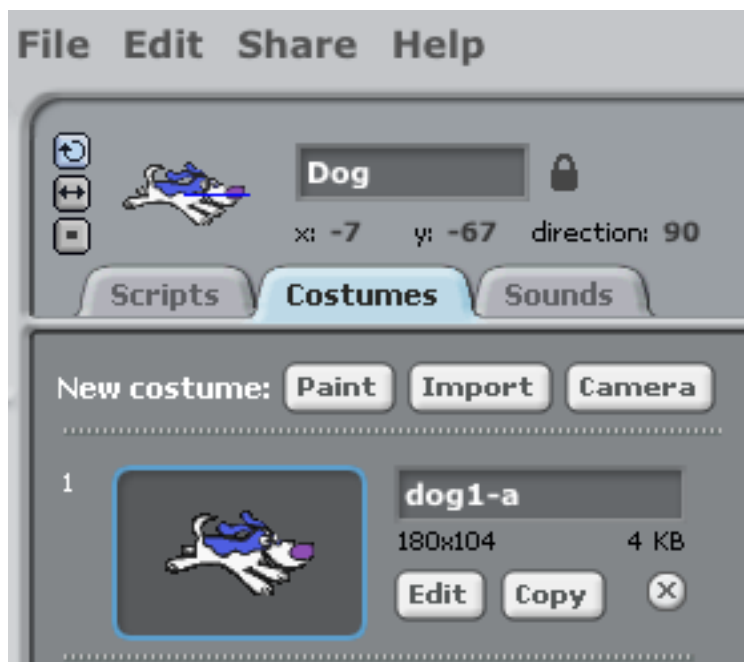 File Edit Share Help
Dog
x: -7 y: -67 direction: 90
Scripts Costumes Sounds
New costume: Paint Import Camera
1
dog1-a
180x104 4 KB
Edit Copy